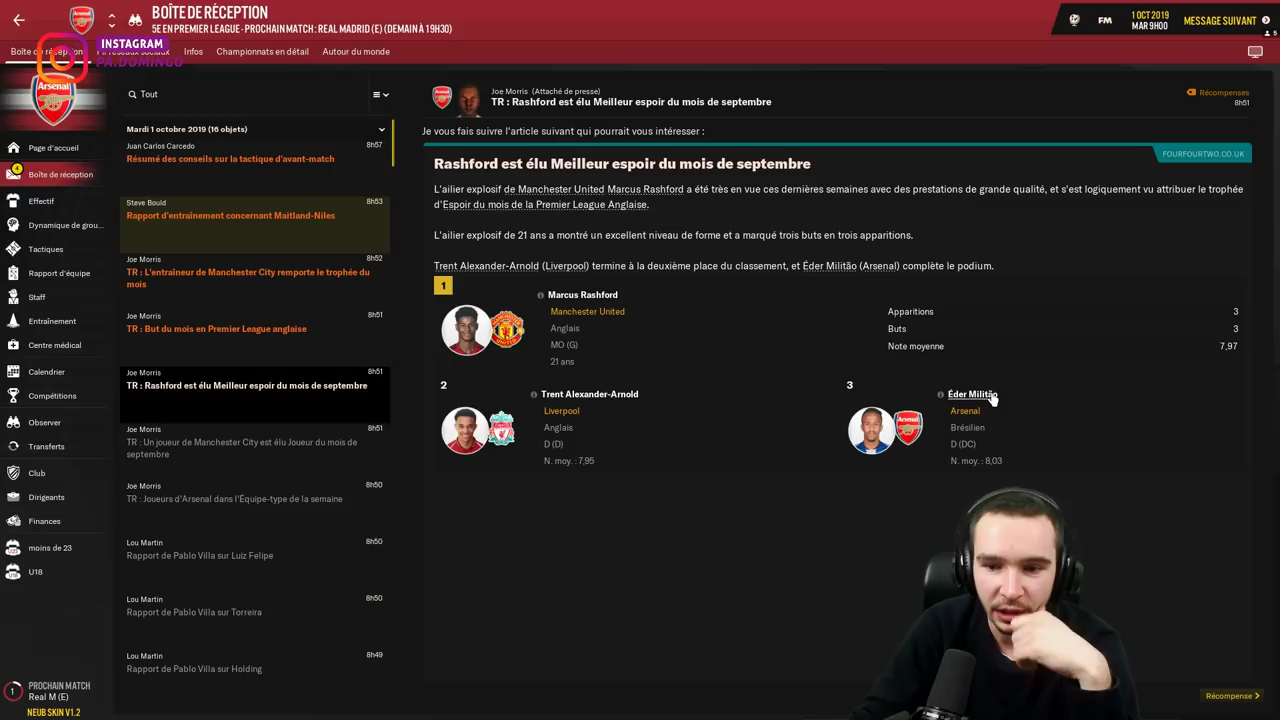 BOÎTE DE RÉCEPTION
5E EN PREMIER LEAGUE - PROCHAIN MATCH : REAL MADRID (E) (DEMAIN À 19H30)
FM
1 OCT 2019
MAR 9H00
MESSAGE SUIVANT
5
Boîte de réception
réseaux sociaux
Infos
Championnats en détail
Autour du monde
INSTAGRAM
PA.DOMINGO
Arsenal
Page d'accueil
4
Boîte de réception
Effectif
Dynamique de grou...
Tactiques
Rapport d'équipe
Staff
Entraînement
Centre médical
Calendrier
Compétitions
Observer
Transferts
Club
Dirigeants
Finances
moins de 23
U18
1
PROCHAIN MATCH
Real M (E)
NEUB SKIN V1.2
Tout
Mardi 1 octobre 2019 (16 objets)
Juan Carlos Carcedo 8h57
Résumé des conseils sur la tactique d'avant-match
Steve Bould 8h53
Rapport d'entraînement concernant Maitland-Niles
Joe Morris 8h52
TR : L'entraîneur de Manchester City remporte le trophée du
mois
Joe Morris 8h51
TR : But du mois en Premier League anglaise
Joe Morris 8h51
TR : Rashford est élu Meilleur espoir du mois de septembre
Joe Morris 8h51
TR : Un joueur de Manchester City est élu Joueur du mois de
septembre
Joe Morris 8h50
TR : Joueurs d'Arsenal dans l'Équipe-type de la semaine
Lou Martin 8h50
Rapport de Pablo Villa sur Luiz Felipe
Lou Martin 8h50
Rapport de Pablo Villa sur Torreira
Lou Martin 8h49
Rapport de Pablo Villa sur Holding
Joe Morris (Attaché de presse)
TR : Rashford est élu Meilleur espoir du mois de septembre
Récompenses
8h51
Je vous fais suivre l'article suivant qui pourrait vous intéresser :
Rashford est élu Meilleur espoir du mois de septembre
FOURFOURTWO.CO.UK
L'ailier explosif de Manchester United Marcus Rashford a été très en vue ces dernières semaines avec des prestations de grande qualité, et s'est logiquement vu attribuer le trophée
d'Espoir du mois de la Premier League Anglaise.
L'ailier explosif de 21 ans a montré un excellent niveau de forme et a marqué trois buts en trois apparitions.
Trent Alexander-Arnold (Liverpool) termine à la deuxième place du classement, et Éder Militão (Arsenal) complète le podium.
1
Marcus Rashford
Manchester United
Anglais
MO (G)
21 ans
Apparitions 3
Buts 3
Note moyenne 7,97
2
Trent Alexander-Arnold
Liverpool
Anglais
D (D)
N. moy. : 7,95
3
Éder Militão
Arsenal
Brésilien
D (DC)
N. moy. : 8,03
Récompense